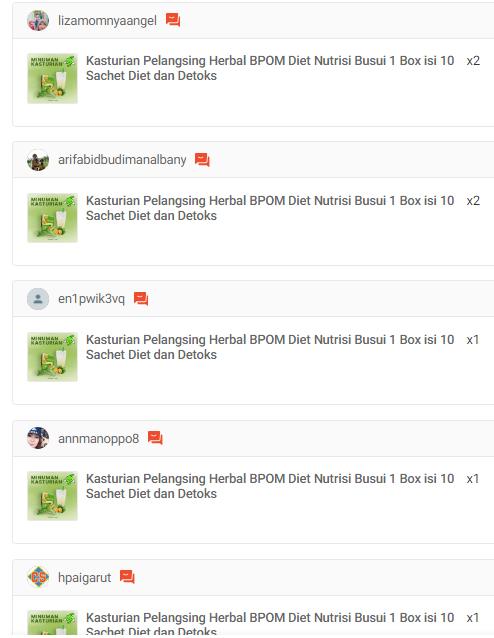 lizamomnyaangel
MINUMAN
KASTURIAN
Kasturian Pelangsing Herbal BPOM Diet Nutrisi Busui 1 Box isi 10 x2
Sachet Diet dan Detoks
arifabidbudimanalbany
MINUMAN
KASTURIAN
Kasturian Pelangsing Herbal BPOM Diet Nutrisi Busui 1 Box isi 10 x2
Sachet Diet dan Detoks
en1pwik3vq
MINUMAN
KASTURIAN
Kasturian Pelangsing Herbal BPOM Diet Nutrisi Busui 1 Box isi 10 x1
Sachet Diet dan Detoks
annmanoppo8
MINUMAN
KASTURIAN
Kasturian Pelangsing Herbal BPOM Diet Nutrisi Busui 1 Box isi 10 x1
Sachet Diet dan Detoks
hpaigarut
MINUMAN
KASTURIAN
Kasturian Pelangsing Herbal BPOM Diet Nutrisi Busui 1 Box isi 10 x1
Sachet Diet dan Detoks